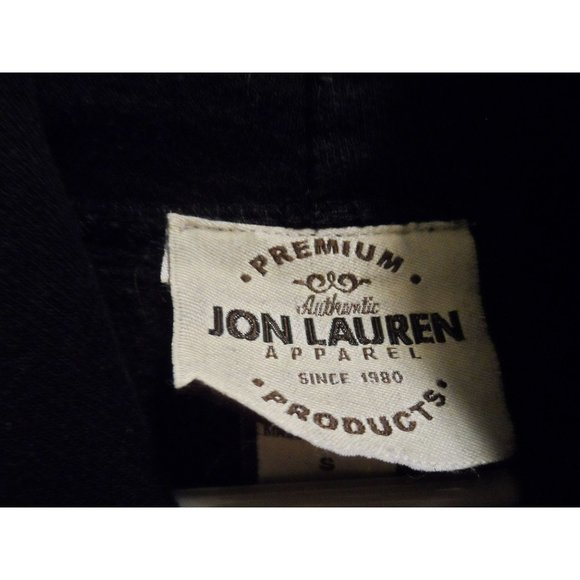 PREMIUM
Authentic
JON LAUREN
APPAREL
SINCE 1980
PRODUCTS
S